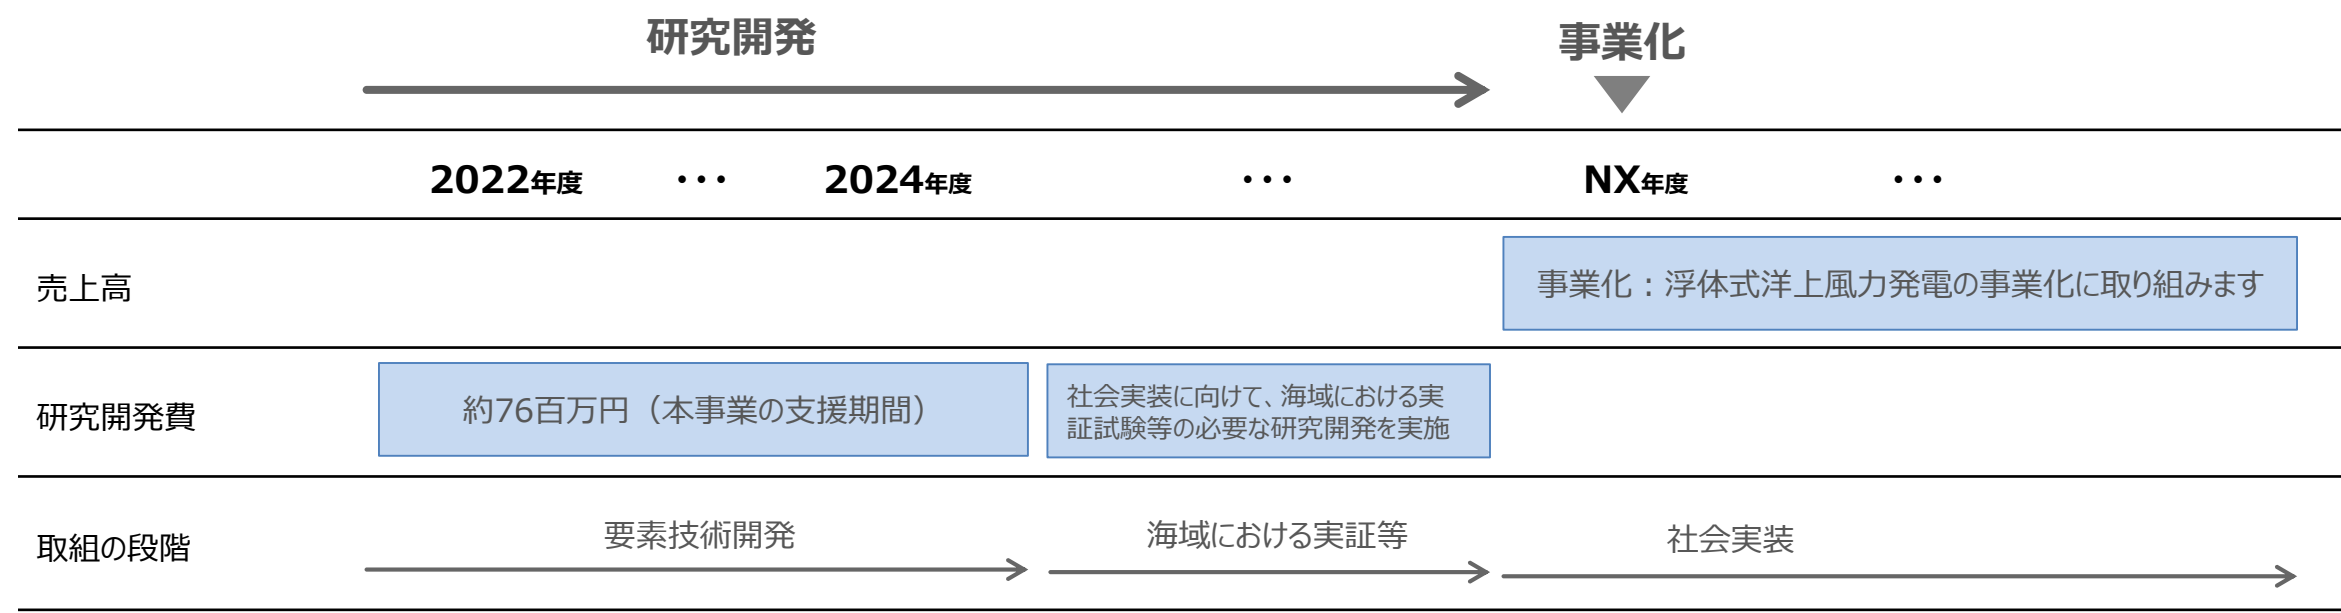 研究開発
事業化
2022年度 ・・・ 2024年度 ・・・ NX年度 ・・・
売上高
事業化：浮体式洋上風力発電の事業化に取り組みます
研究開発費
約76百万円（本事業の支援期間）
社会実装に向けて、海域における実
証試験等の必要な研究開発を実施
取組の段階
要素技術開発
海域における実証等
社会実装